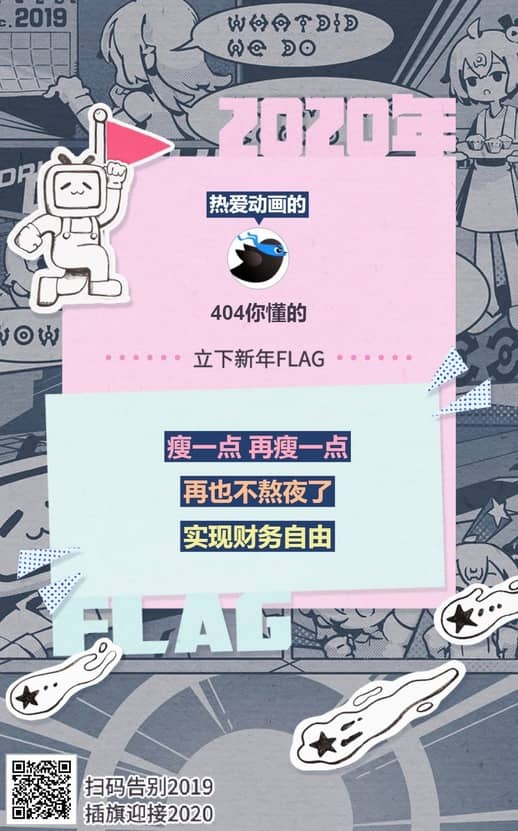 .2019
WHAT DID
WE DO
2020年
热爱动画的
404你懂的
立下新年FLAG
WOW
瘦一点 再瘦一点
再也不熬夜了
实现财务自由
FLAG
扫码告别2019
插旗迎接2020